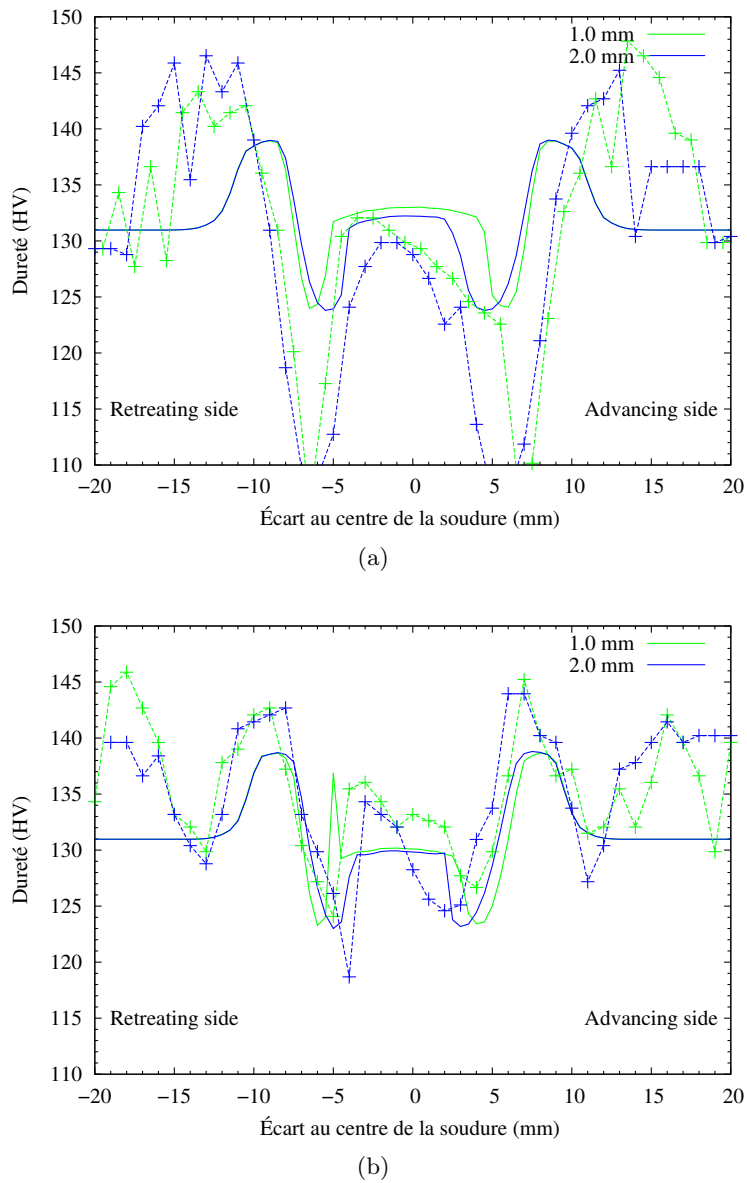 150
145
140
135
130
125
120
115
110
Dureté (HV)
1.0 mm
2.0 mm
Retreating side
Advancing side
−20 −15 −10 −5 0 5 10 15 20
Écart au centre de la soudure (mm)
(a)
150
145
140
135
130
125
120
115
110
Dureté (HV)
1.0 mm
2.0 mm
Retreating side
Advancing side
−20 −15 −10 −5 0 5 10 15 20
Écart au centre de la soudure (mm)
(b)